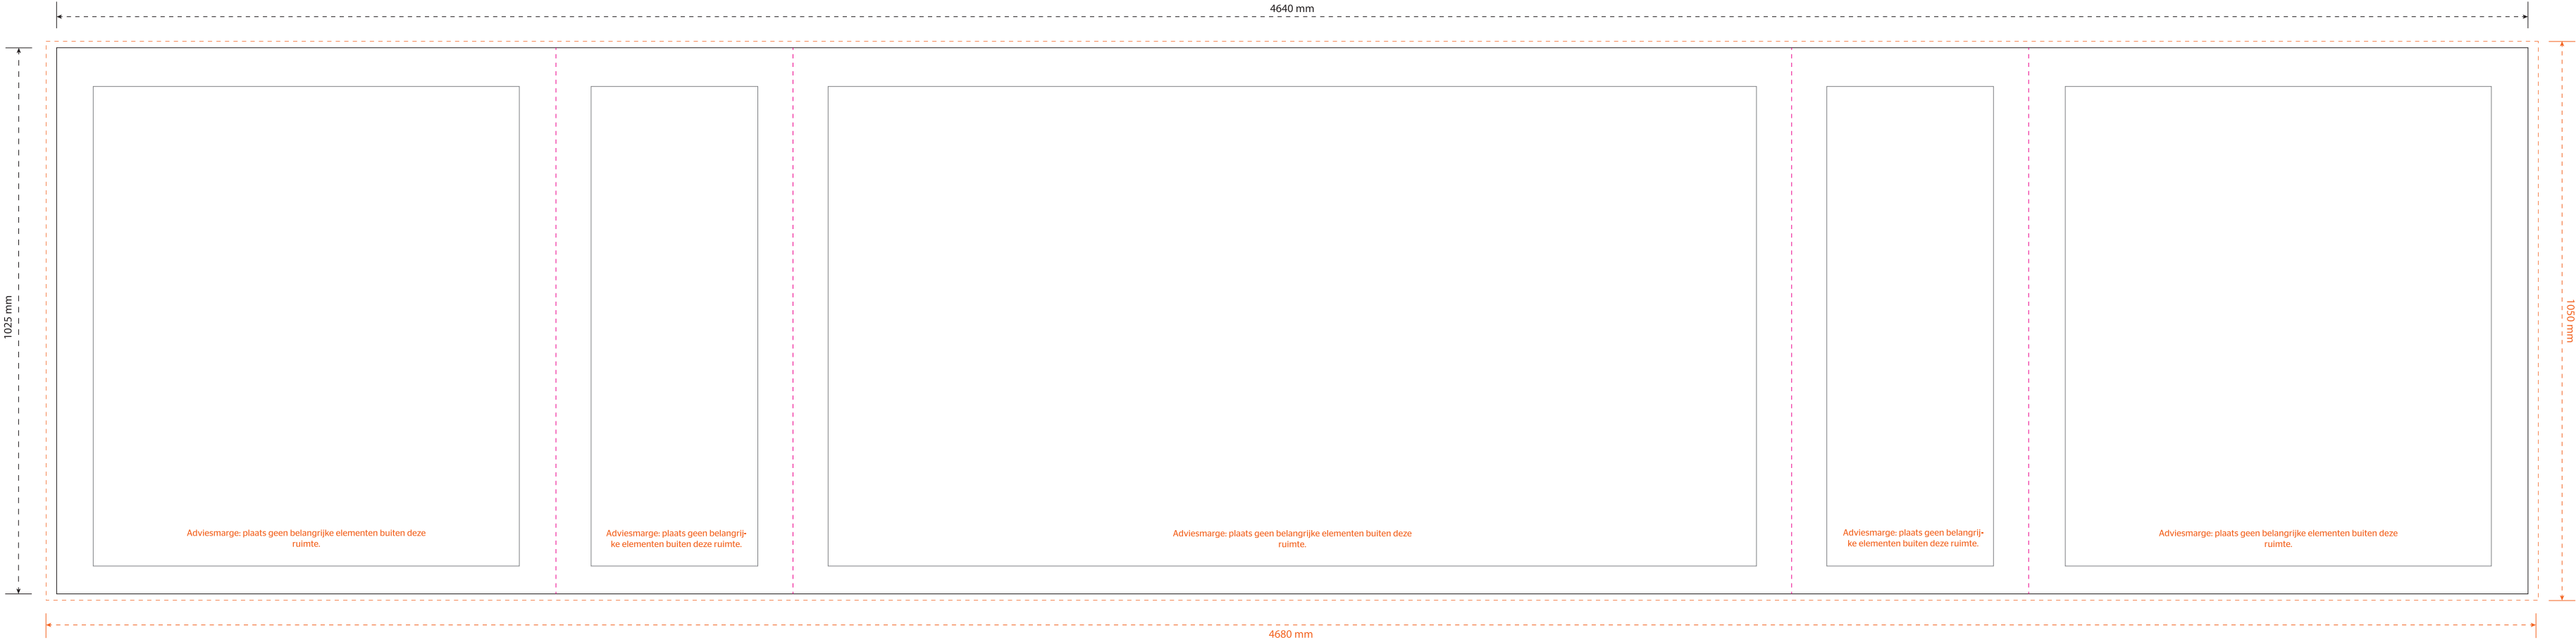 4640 mm
1025 mm
1050 mm
Adviesmarge: plaats geen belangrijke elementen buiten deze
ruimte.
Adviesmarge: plaats geen belangrij-
ke elementen buiten deze ruimte.
Adviesmarge: plaats geen belangrijke elementen buiten deze
ruimte.
Adviesmarge: plaats geen belangrij-
ke elementen buiten deze ruimte.
Adviesmarge: plaats geen belangrijke elementen buiten deze
ruimte.
4680 mm